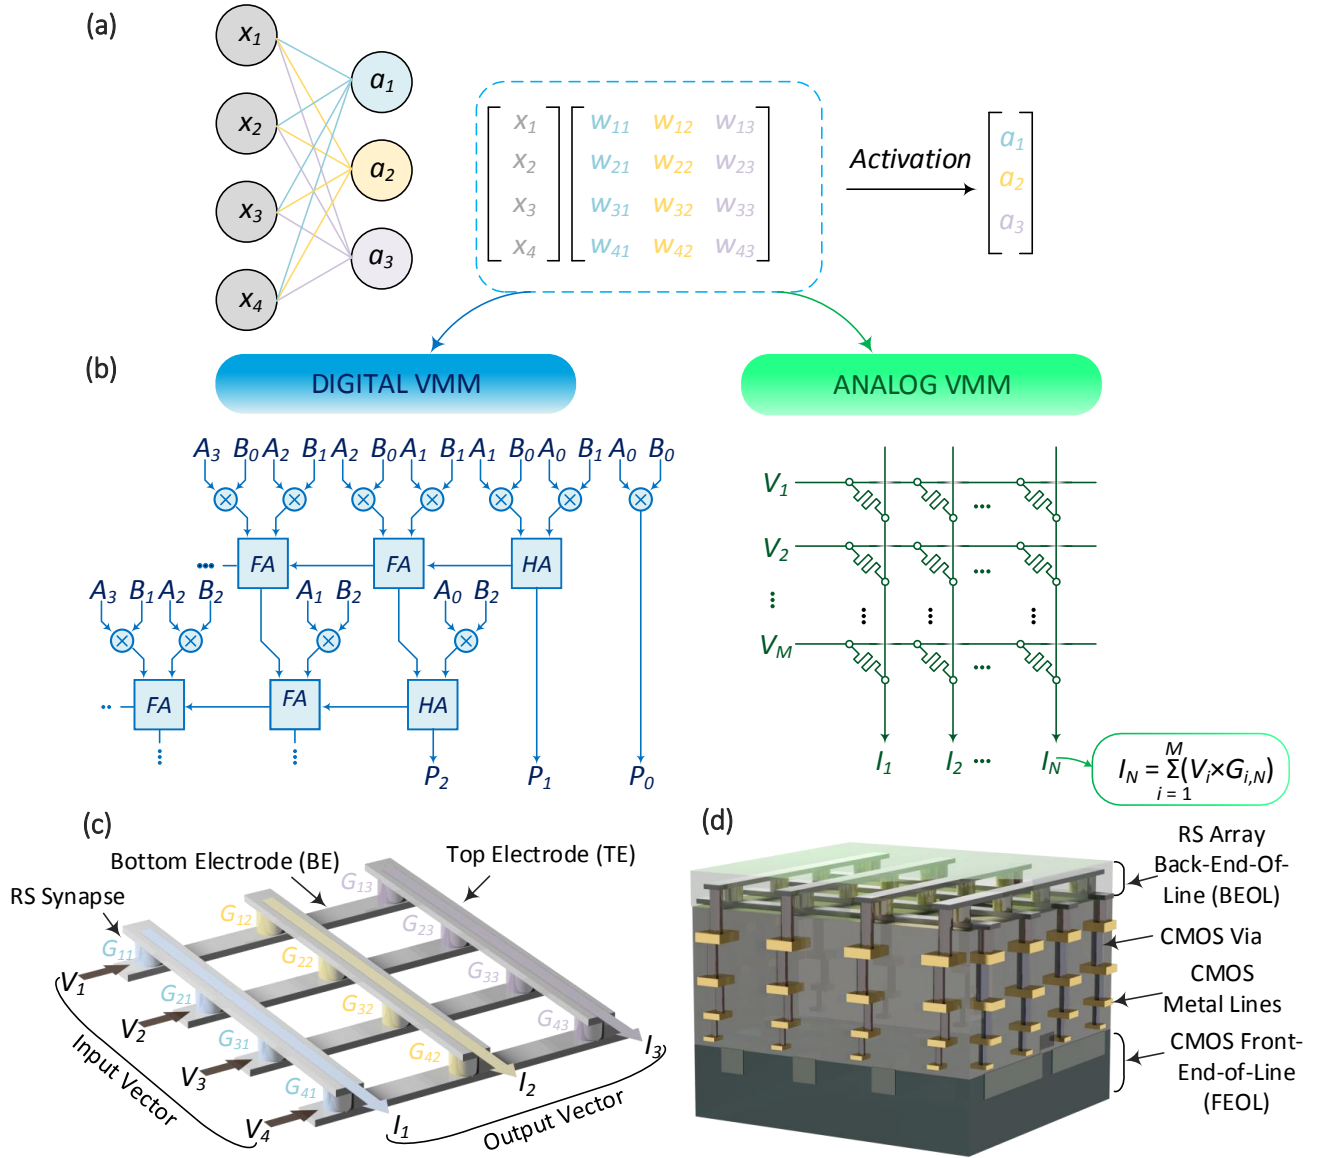 (a)
x1
x2
x3
x4
a1
a2
a3
x1 w11 w12 w13
x2 w21 w22 w23
x3 w31 w32 w33
x4 w41 w42 w43
Activation
a1
a2
a3
(b)
DIGITAL VMM
A3 B0 A2 B1 A2 B0 A1 B1 A1 B0 A0 B1 A0 B0
FA FA HA
A3 B1 A2 B2 A1 B2 A0 B2
FA FA HA
P2 P1 P0
ANALOG VMM
V1
V2
VM
I1 I2 ... IN
IN = Σ(Vi×Gi,N)
M
i = 1
(c)
Bottom Electrode (BE)
Top Electrode (TE)
RS Synapse
G11 G12 G13
G21 G22 G23
G31 G32 G33
G41 G42 G43
V1
V2
V3
V4
Input Vector
I1
I2
I3
Output Vector
(d)
RS Array
Back-End-Of-
Line (BEOL)
CMOS Via
CMOS
Metal Lines
CMOS Front-
End-of-Line
(FEOL)